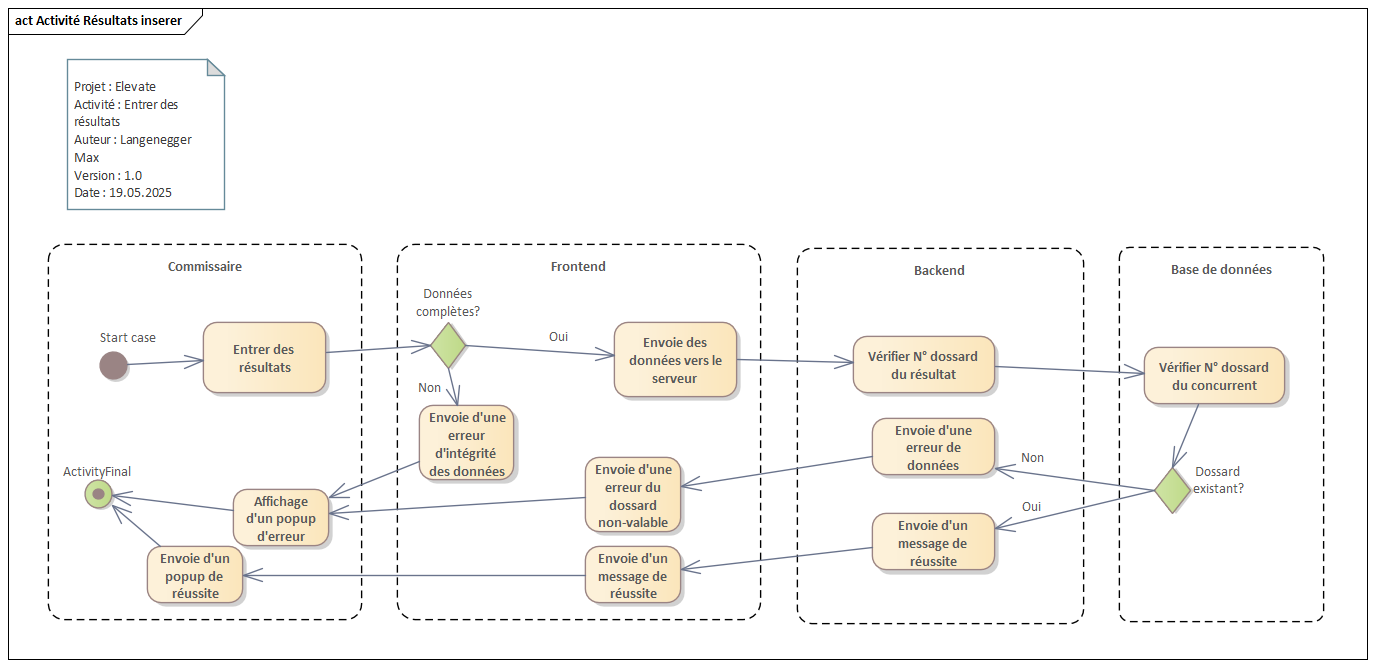 act Activité Résultats inserer
Projet : Elevate
Activité : Entrer des
résultats
Auteur : Langenegger
Max
Version : 1.0
Date : 19.05.2025
Commissaire
Frontend
Backend
Base de données
Start case
Entrer des
résultats
Données
complètes?
Oui
Non
Envoie des
données vers le
serveur
Vérifier N° dossard
du résultat
Vérifier N° dossard
du concurrent
Envoie d'une
erreur
d'intégrité
des données
Envoie d'une
erreur de
données
Non
Dossard
existant?
Oui
ActivityFinal
Affichage
d'un popup
d'erreur
Envoie d'une
erreur du
dossard
non-valable
Envoie d'un
message de
réussite
Envoie d'un
popup de
réussite
Envoie d'un
message de
réussite